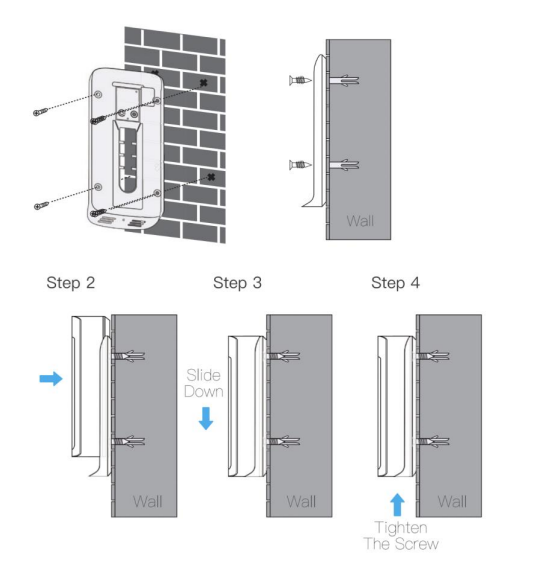 Wall
Step 2
Step 3
Step 4
Slide
Down
Wall
Wall
Wall
Tighten
The Screw